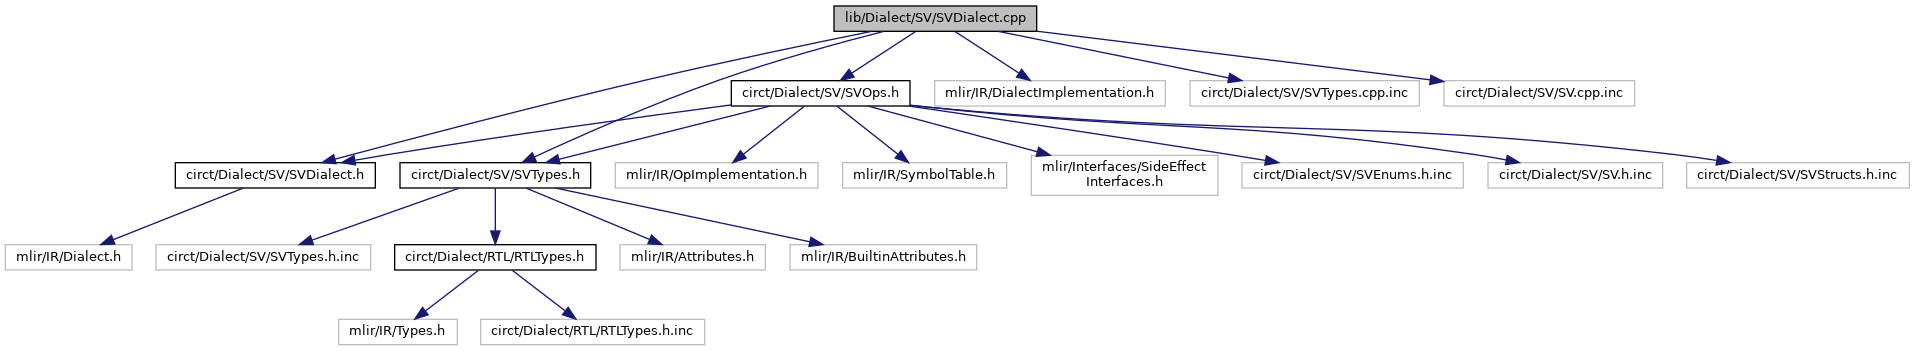 lib/Dialect/SV/SVDialect.cpp
circt/Dialect/SV/SVOps.h
mlir/IR/DialectImplementation.h
circt/Dialect/SV/SVTypes.cpp.inc
circt/Dialect/SV/SV.cpp.inc
circt/Dialect/SV/SVDialect.h
circt/Dialect/SV/SVTypes.h
mlir/IR/OpImplementation.h
mlir/IR/SymbolTable.h
mlir/Interfaces/SideEffect
Interfaces.h
circt/Dialect/SV/SVEnums.h.inc
circt/Dialect/SV/SV.h.inc
circt/Dialect/SV/SVStructs.h.inc
mlir/IR/Dialect.h
circt/Dialect/SV/SVTypes.h.inc
circt/Dialect/RTL/RTLTypes.h
mlir/IR/Attributes.h
mlir/IR/BuiltinAttributes.h
mlir/IR/Types.h
circt/Dialect/RTL/RTLTypes.h.inc